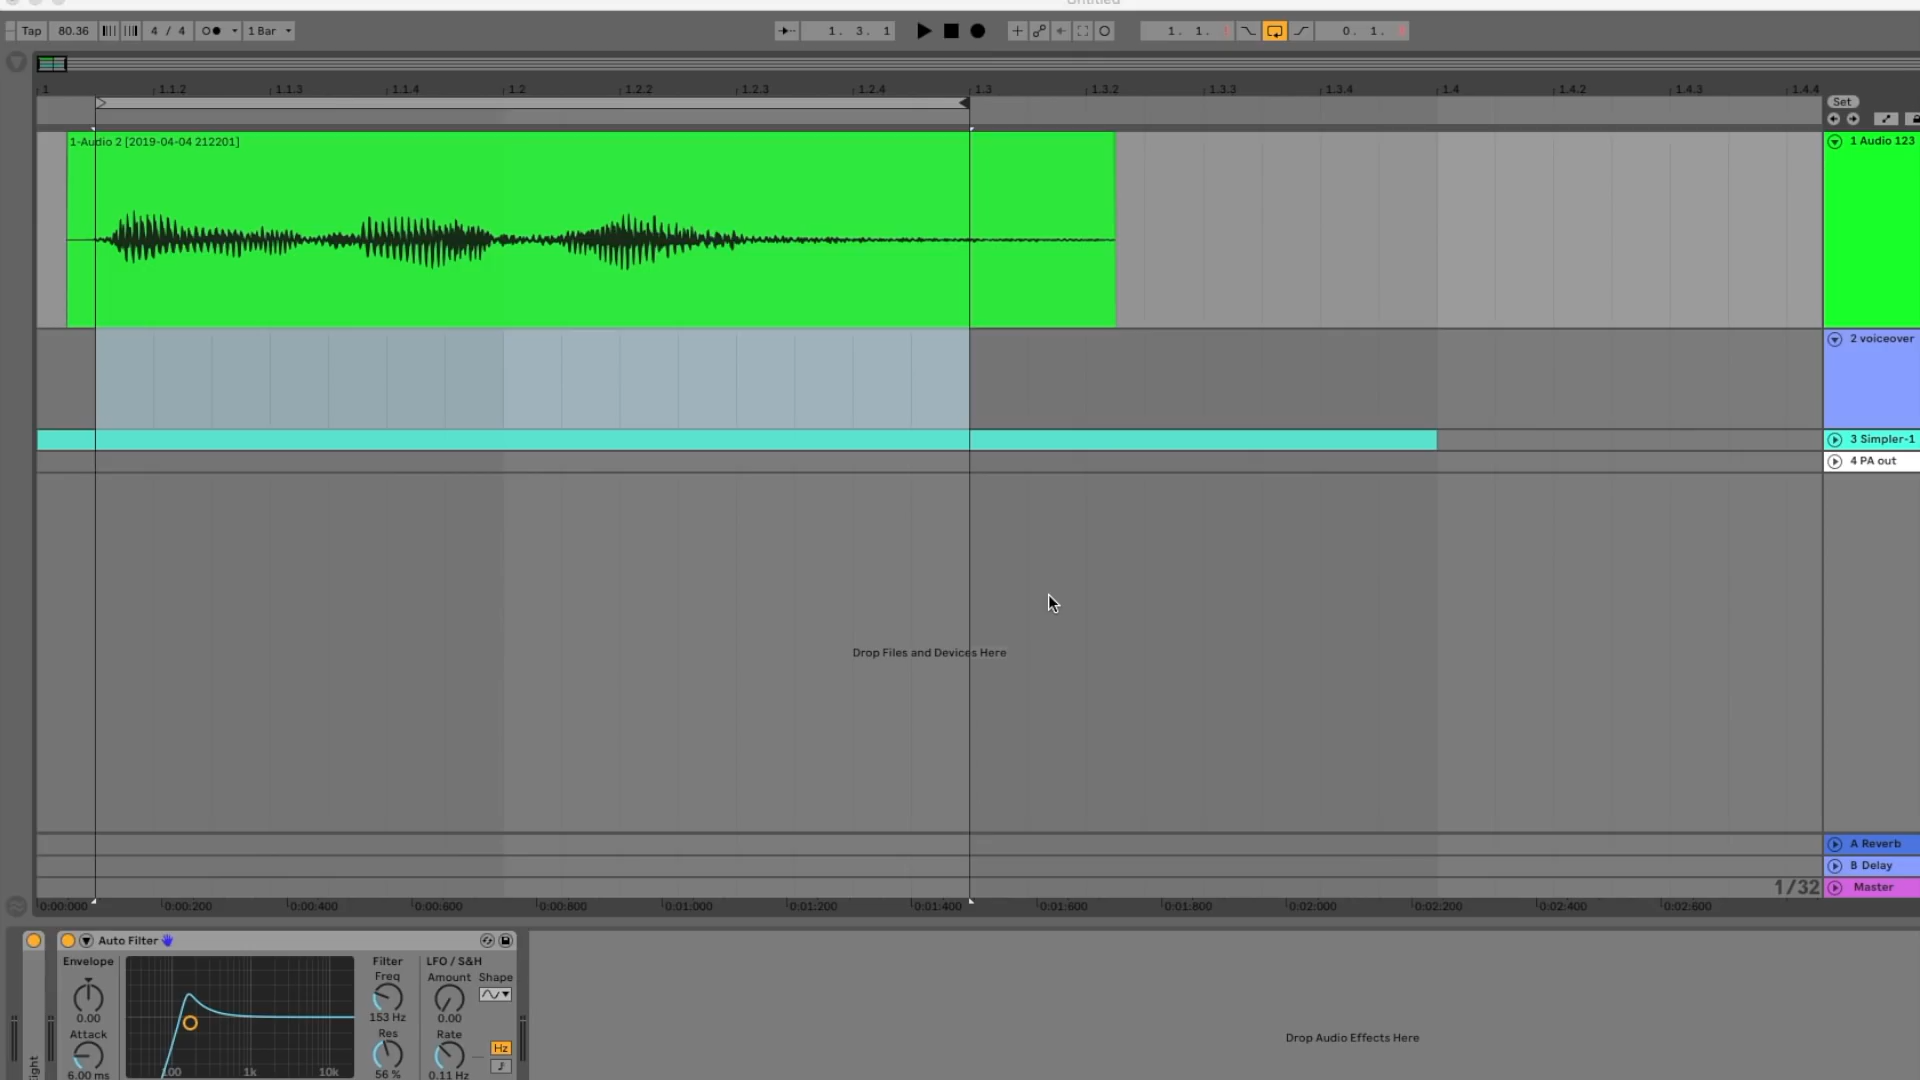 Untitled
Tap 80.36 4 / 4 1 Bar 1. 3. 1 1. 1. 0. 1.
1 1.1.2 1.1.3 1.1.4 1.2 1.2.2 1.2.3 1.2.4 1.3 1.3.2 1.3.3 1.3.4 1.4 1.4.2 1.4.3 1.4.4
Set
1-Audio 2 [2019-04-04 212201]
1 Audio 123
2 voiceover
3 Simpler-1
4 PA out
Drop Files and Devices Here
A Reverb
B Delay
1/32 Master
0:00:000 0:00:200 0:00:400 0:00:600 0:00:800 0:01:000 0:01:200 0:01:400 0:01:600 0:01:800 0:02:000 0:02:200 0:02:400 0:02:600
Auto Filter
Envelope
0.00
Attack
6.00 ms
100 1k 10k
Filter
Freq
153 Hz
Res
56 %
LFO / S&H
Amount Shape
0.00
Rate
Hz
0.11 Hz
Drop Audio Effects Here